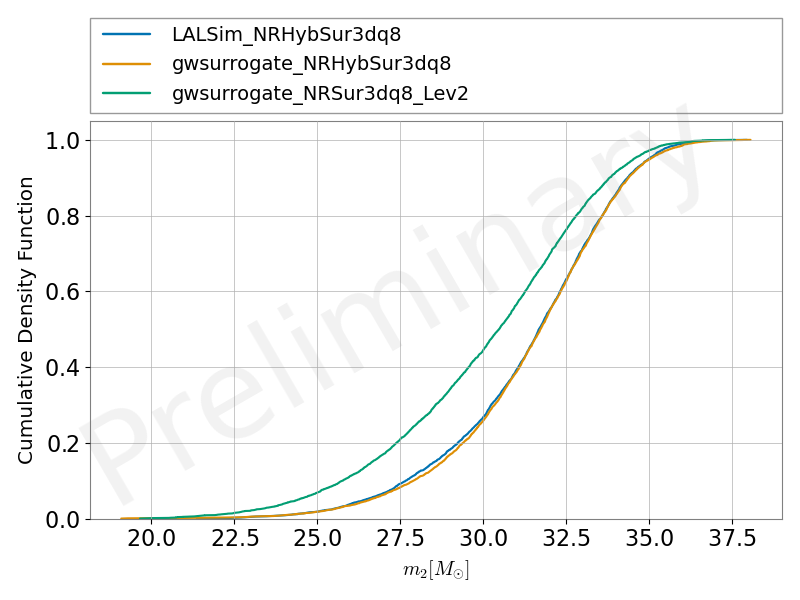 LALSim_NRHybSur3dq8
gwsurrogate_NRHybSur3dq8
gwsurrogate_NRSur3dq8_Lev2
Preliminary
Cumulative Density Function
1.0
0.8
0.6
0.4
0.2
0.0
20.0 22.5 25.0 27.5 30.0 32.5 35.0 37.5
m₂[M⊙]